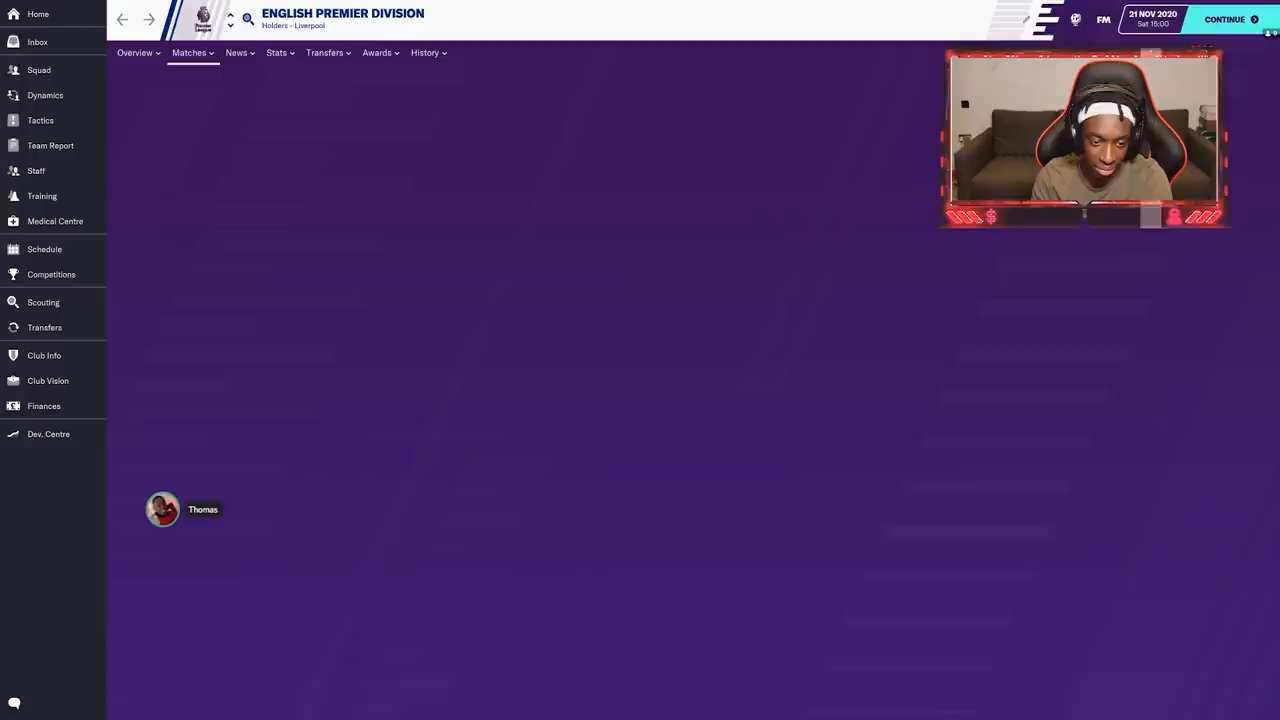 Home
Inbox
Squad
Dynamics
Tactics
Team Report
Staff
Training
Medical Centre
Schedule
Competitions
Scouting
Transfers
Club Info
Club Vision
Finances
Dev. Centre
Premier League
ENGLISH PREMIER DIVISION
Holders - Liverpool
FM
21 NOV 2020
Sat 15:00
CONTINUE
Overview
Matches
News
Stats
Transfers
Awards
History
$
Thomas